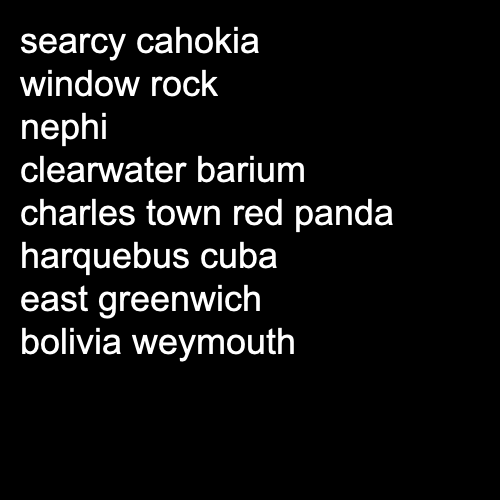 searcy cahokia
window rock
nephi
clearwater barium
charles town red panda
harquebus cuba
east greenwich
bolivia weymouth